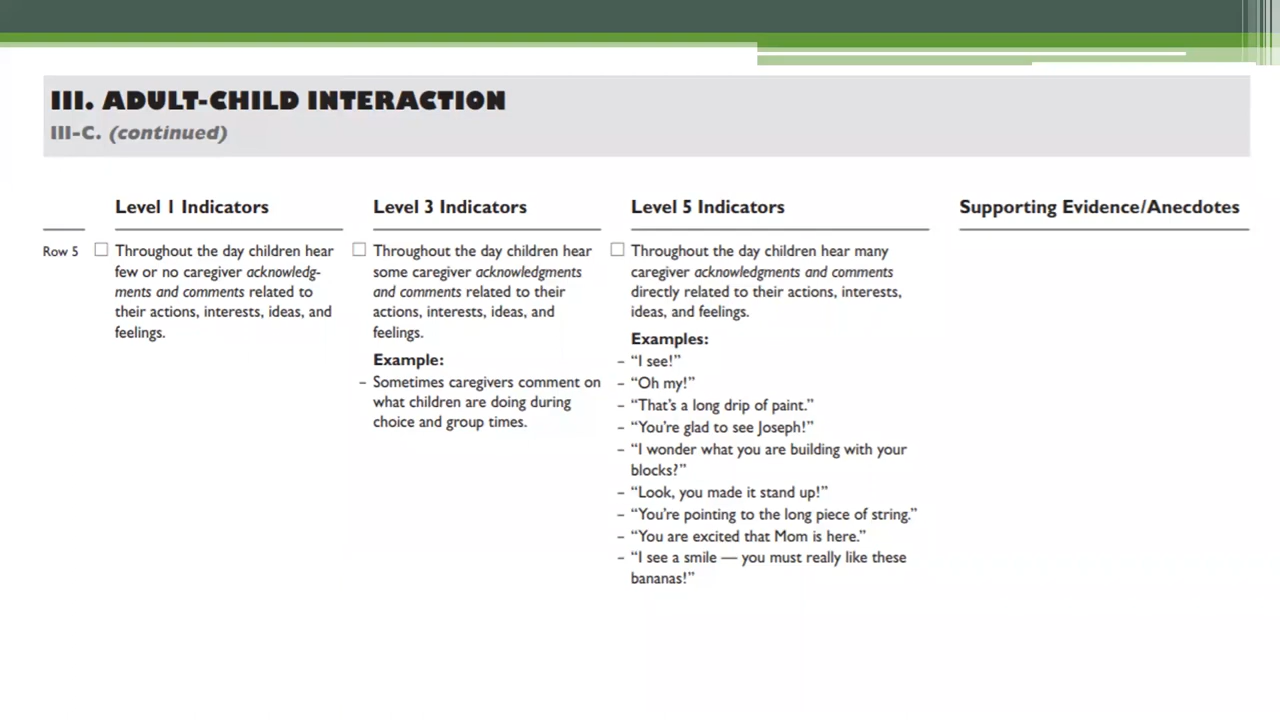 III. ADULT-CHILD INTERACTION
III-C. (continued)
Level 1 Indicators
Level 3 Indicators
Level 5 Indicators
Supporting Evidence/Anecdotes
Row 5
Throughout the day children hear
few or no caregiver acknowledg-
ments and comments related to
their actions, interests, ideas, and
feelings.
Throughout the day children hear
some caregiver acknowledgments
and comments related to their
actions, interests, ideas, and
feelings.
Example:
– Sometimes caregivers comment on
what children are doing during
choice and group times.
Throughout the day children hear many
caregiver acknowledgments and comments
directly related to their actions, interests,
ideas, and feelings.
Examples:
– “I see!”
– “Oh my!”
– “That’s a long drip of paint.”
– “You’re glad to see Joseph!”
– “I wonder what you are building with your
blocks?”
– “Look, you made it stand up!”
– “You’re pointing to the long piece of string.”
– “You are excited that Mom is here.”
– “I see a smile — you must really like these
bananas!”